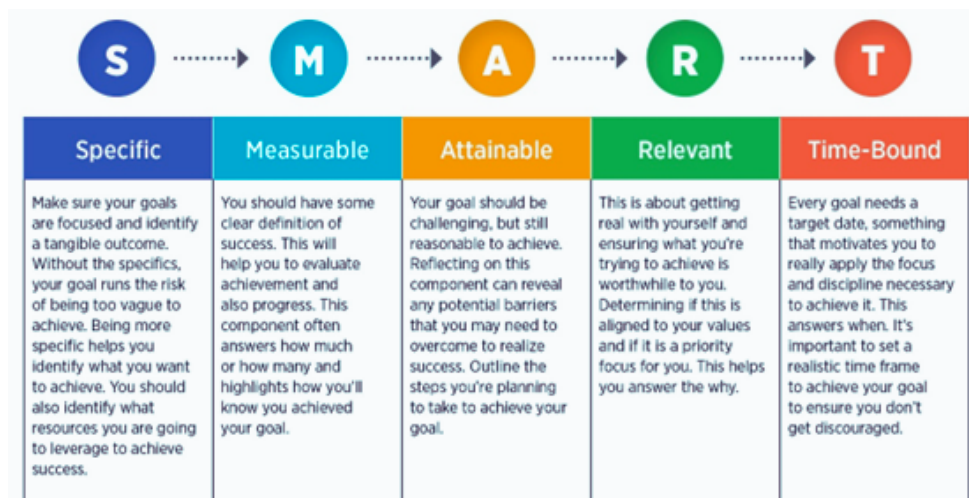 S
M
A
R
T
Specific
Measurable
Attainable
Relevant
Time-Bound
Make sure your goals
are focused and identify
a tangible outcome.
Without the specifics,
your goal runs the risk
of being too vague to
achieve. Being more
specific helps you
identify what you want
to achieve. You should
also identify what
resources you are going
to leverage to achieve
success.
You should have some
clear definition of
success. This will
help you to evaluate
achievement and
also progress. This
component often
answers how much
or how many and
highlights how you'll
know you achieved
your goal.
Your goal should be
challenging, but still
reasonable to achieve.
Reflecting on this
component can reveal
any potential barriers
that you may need to
overcome to realize
success. Outline the
steps you're planning
to take to achieve your
goal.
This is about getting
real with yourself and
ensuring what you're
trying to achieve is
worthwhile to you.
Determining if this is
aligned to your values
and if it is a priority
focus for you. This helps
you answer the why.
Every goal needs a
target date, something
that motivates you to
really apply the focus
and discipline necessary
to achieve it. This
answers when. It's
important to set a
realistic time frame
to achieve your goal
to ensure you don't
get discouraged.